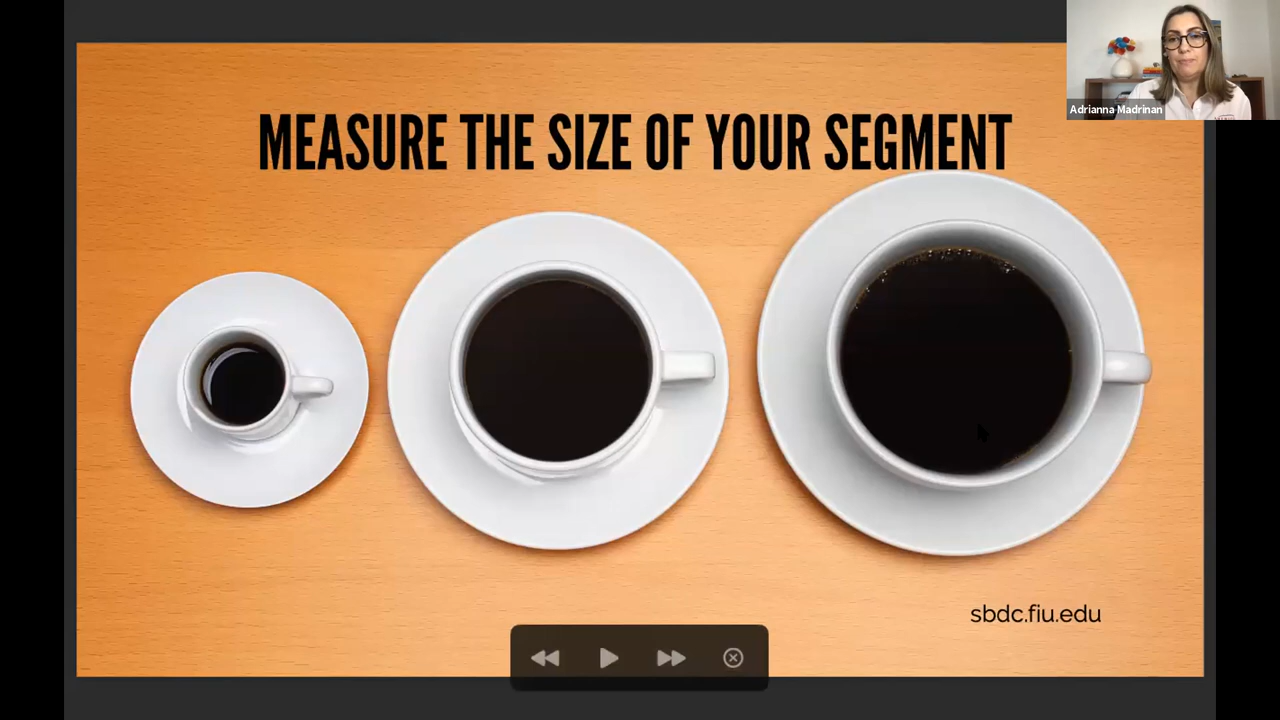 Adrianna Madrinan
MEASURE THE SIZE OF YOUR SEGMENT
sbdc.fiu.edu